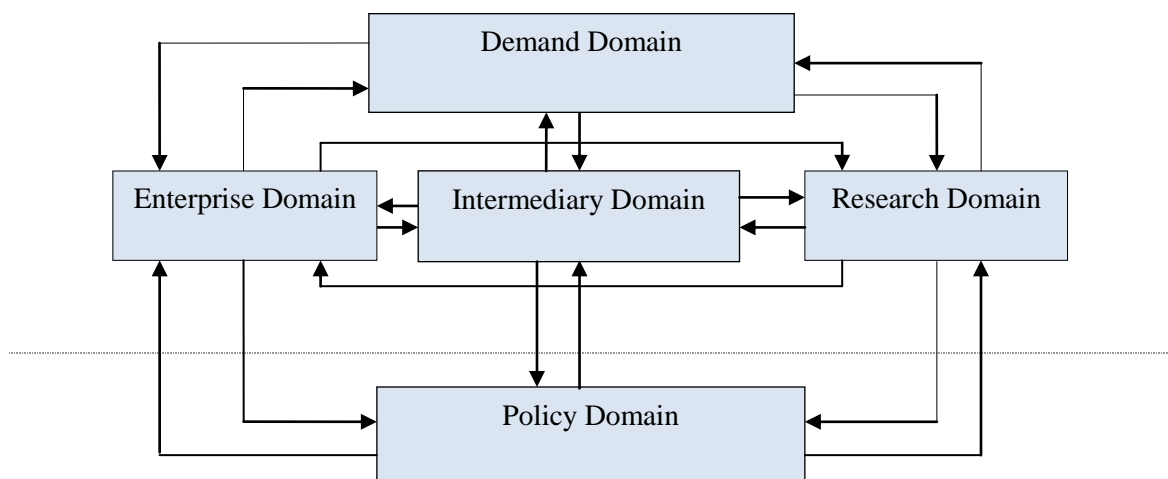 Demand Domain
Enterprise Domain
Intermediary Domain
Research Domain
Policy Domain